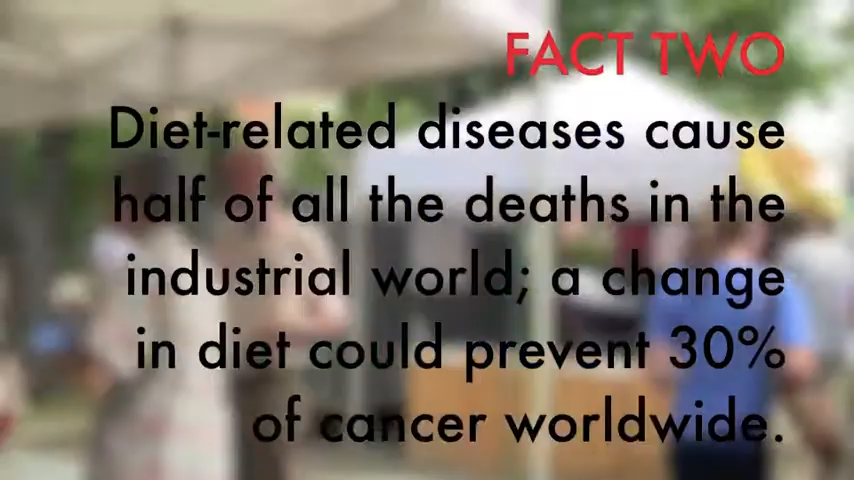 FACT TWO
Diet-related diseases cause
half of all the deaths in the
industrial world; a change
in diet could prevent 30%
of cancer worldwide.